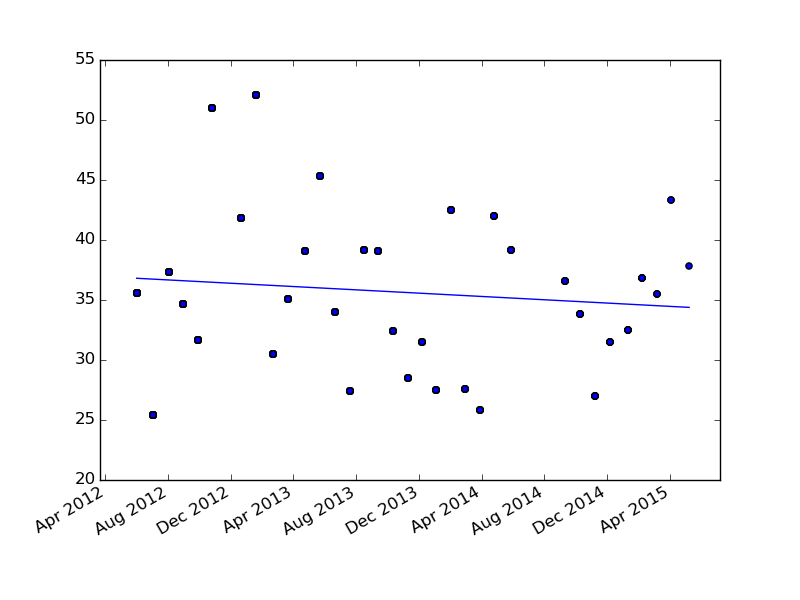 55
50
45
40
35
30
25
20
Apr 2012
Aug 2012
Dec 2012
Apr 2013
Aug 2013
Dec 2013
Apr 2014
Aug 2014
Dec 2014
Apr 2015